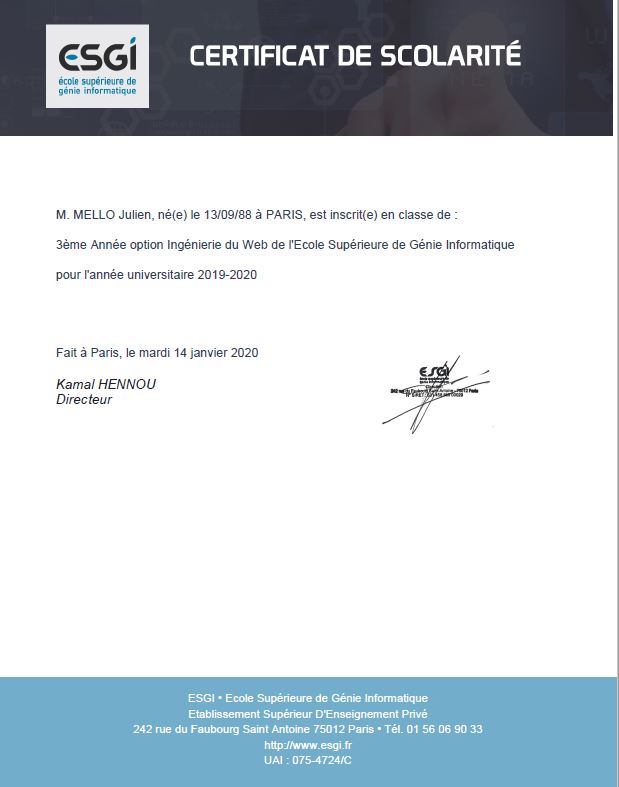 ESGI
école supérieure de
génie informatique
CERTIFICAT DE SCOLARITÉ
M. MELLO Julien, né(e) le 13/09/88 à PARIS, est inscrit(e) en classe de :
3ème Année option Ingénierie du Web de l'Ecole Supérieure de Génie Informatique
pour l'année universitaire 2019-2020
Fait à Paris, le mardi 14 janvier 2020
Kamal HENNOU
Directeur
ESGI
242 rue du Faubourg Saint Antoine - 75012 Paris
N° SIRET :
ESGI • Ecole Supérieure de Génie Informatique
Etablissement Supérieur D'Enseignement Privé
242 rue du Faubourg Saint Antoine 75012 Paris • Tél. 01 56 06 90 33
http://www.esgi.fr
UAI : 075-4724/C